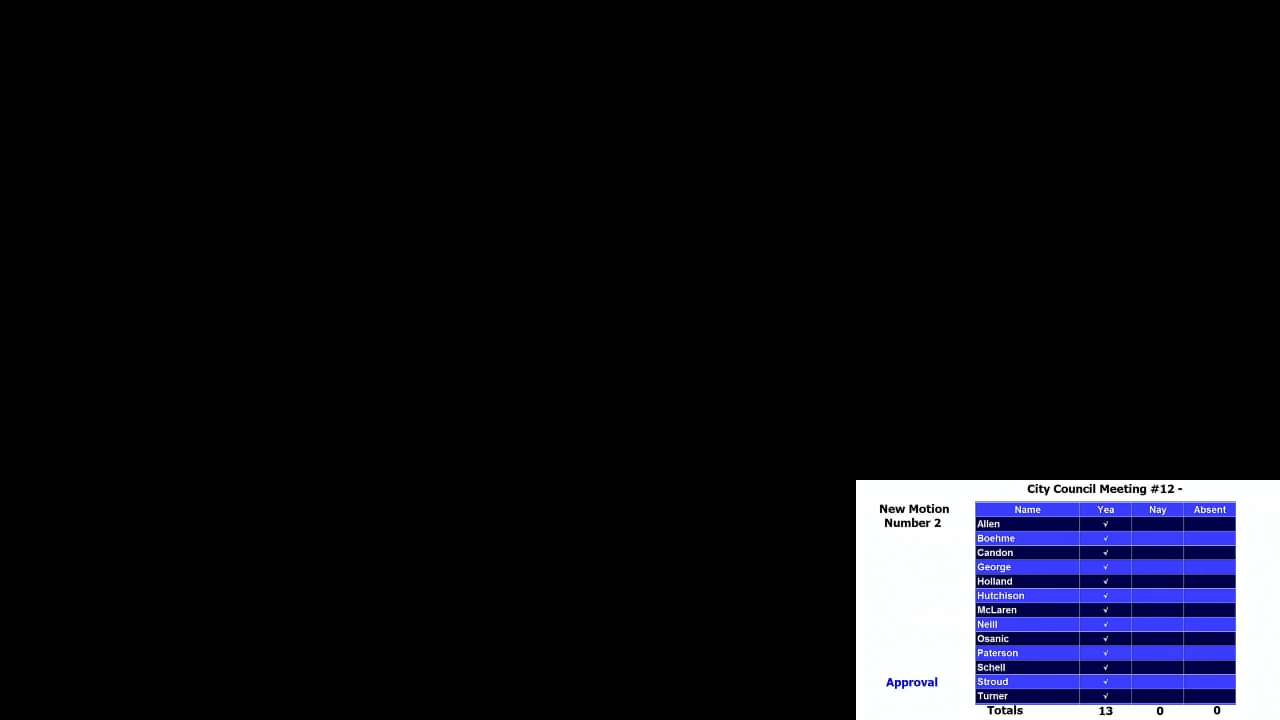 City Council Meeting #12 -
New Motion
Number 2
Name Yea Nay Absent
Allen √
Boehme √
Candon √
George √
Holland √
Hutchison √
McLaren √
Neill √
Osanic √
Paterson √
Schell √
Approval
Stroud √
Turner √
Totals 13 0 0